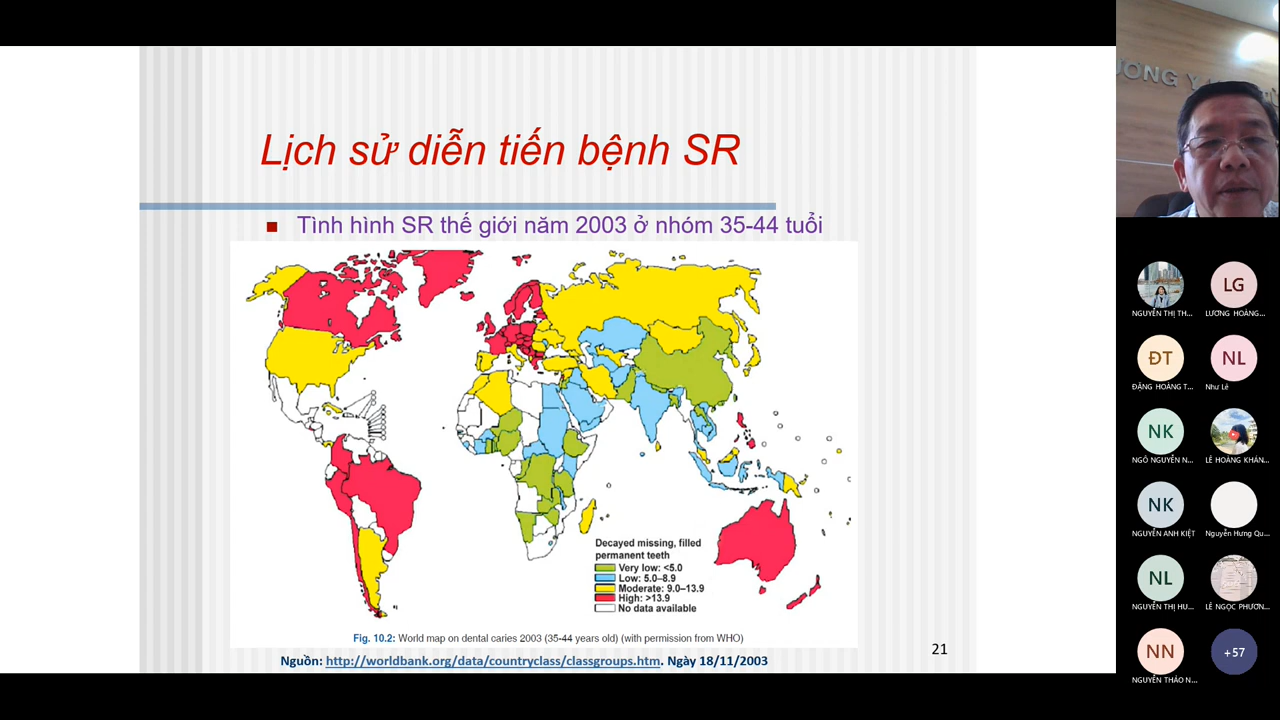 Lịch sử diễn tiến bệnh SR
Tình hình SR thế giới năm 2003 ở nhóm 35-44 tuổi
Decayed missing, filled
permanent teeth
Very low: <5.0
Low: 5.0–8.9
Moderate: 9.0–13.9
High: >13.9
No data available
Fig. 10.2: World map on dental caries 2003 (35-44 years old) (with permission from WHO)
Nguồn: http://worldbank.org/data/countryclass/classgroups.htm. Ngày 18/11/2003
21
ƯƠNG Y
NGUYỄN THỊ TH...
LG
LƯƠNG HOÀNG...
ĐT
ĐẶNG HOÀNG T...
NL
Như Lê
NK
NGÔ NGUYỄN N...
LÊ HOÀNG KHÁN...
NK
NGUYỄN ANH KIỆT
Nguyễn Hưng Qu...
NL
NGUYỄN THỊ HU...
LÊ NGỌC PHƯƠN...
NN
NGUYỄN THẢO N...
+57